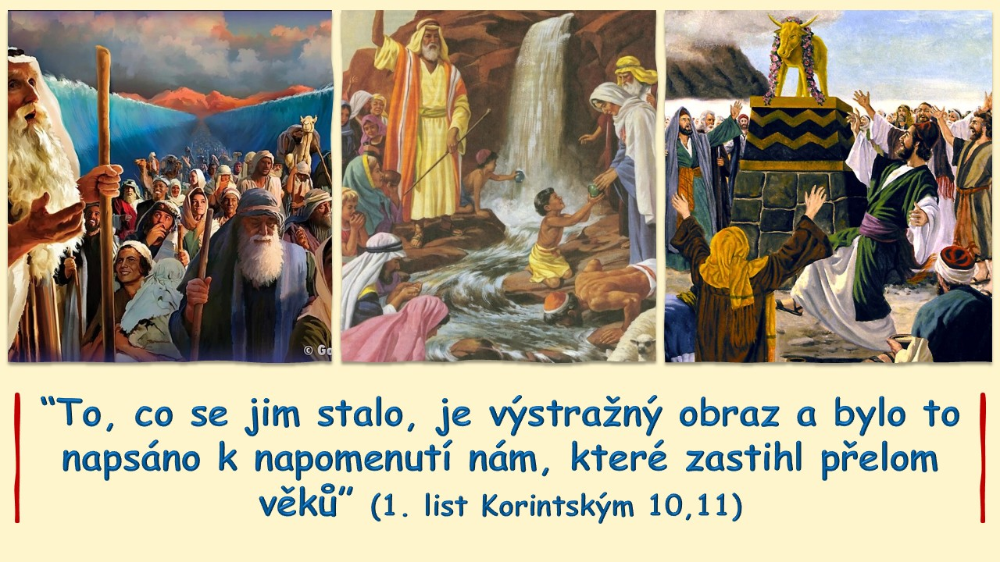 © Go
“To, co se jim stalo, je výstražný obraz a bylo to
napsáno k napomenutí nám, které zastihl přelom
věků” (1. list Korintským 10,11)